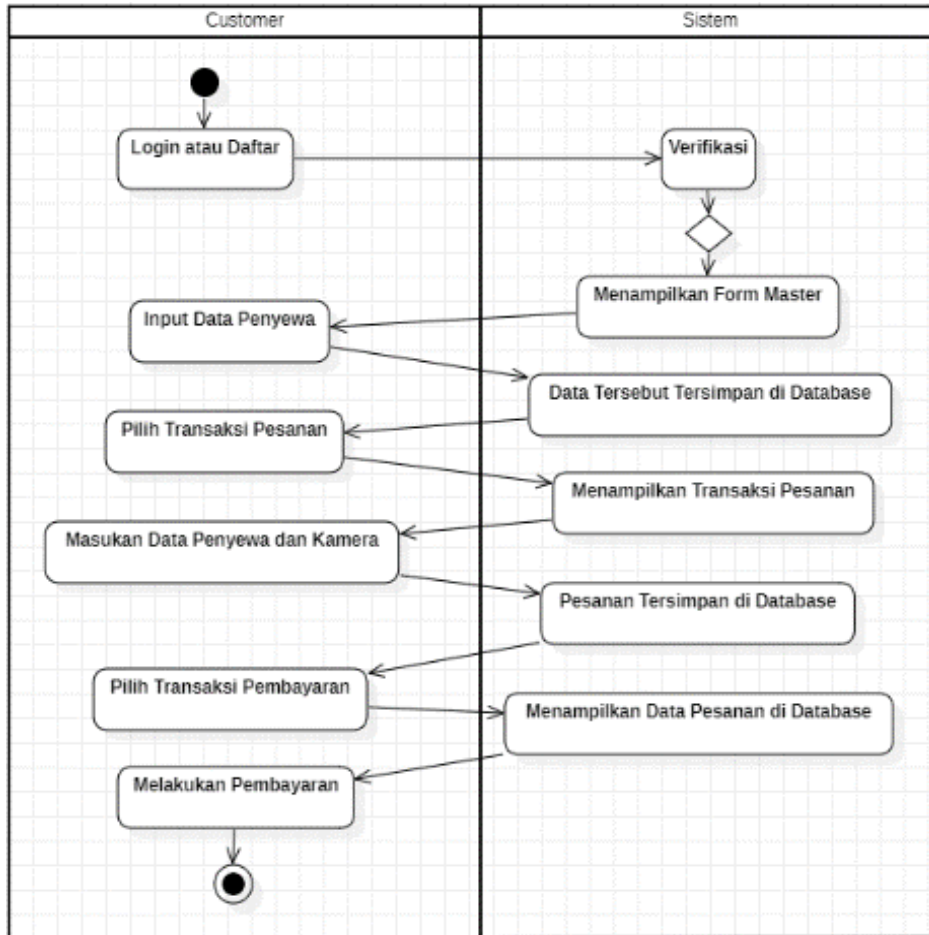 Customer
Sistem
Login atau Daftar
Verifikasi
Menampilkan Form Master
Input Data Penyewa
Data Tersebut Tersimpan di Database
Pilih Transaksi Pesanan
Menampilkan Transaksi Pesanan
Masukan Data Penyewa dan Kamera
Pesanan Tersimpan di Database
Pilih Transaksi Pembayaran
Menampilkan Data Pesanan di Database
Melakukan Pembayaran